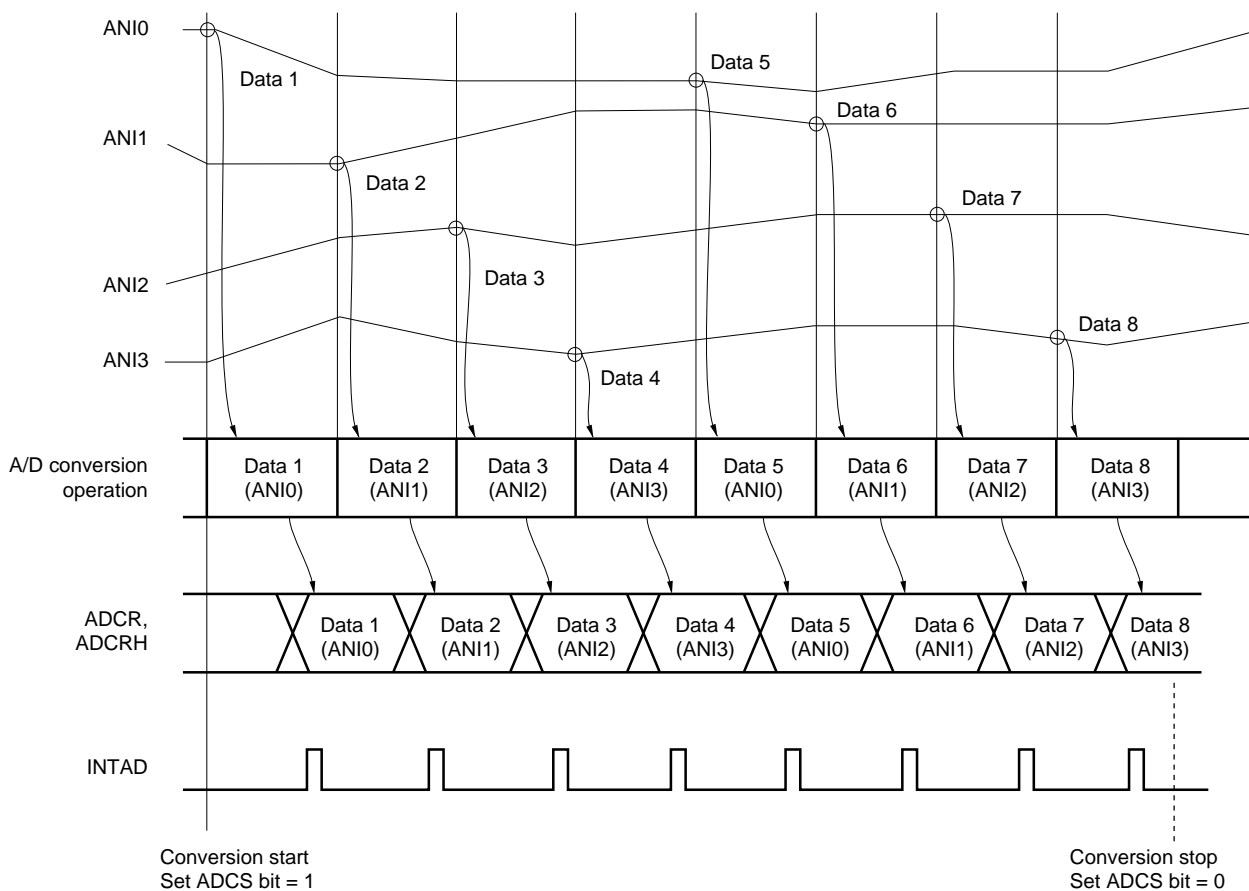 ANI0
Data 1
Data 5
ANI1
Data 6
Data 2
Data 7
ANI2
Data 3
ANI3
Data 8
Data 4
A/D conversion
operation
Data 1
(ANI0)
Data 2
(ANI1)
Data 3
(ANI2)
Data 4
(ANI3)
Data 5
(ANI0)
Data 6
(ANI1)
Data 7
(ANI2)
Data 8
(ANI3)
ADCR,
ADCRH
Data 1
(ANI0)
Data 2
(ANI1)
Data 3
(ANI2)
Data 4
(ANI3)
Data 5
(ANI0)
Data 6
(ANI1)
Data 7
(ANI2)
Data 8
(ANI3)
INTAD
Conversion start
Set ADCS bit = 1
Conversion stop
Set ADCS bit = 0